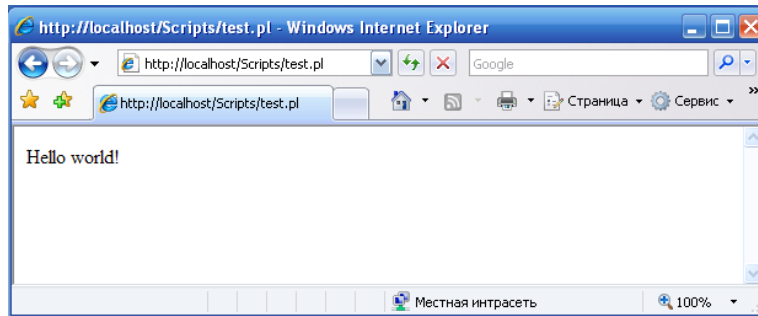 http://localhost/Scripts/test.pl - Windows Internet Explorer
http://localhost/Scripts/test.pl Google
http://localhost/Scripts/test.pl Страница Сервис »
Hello world!
Местная интрасеть 100%